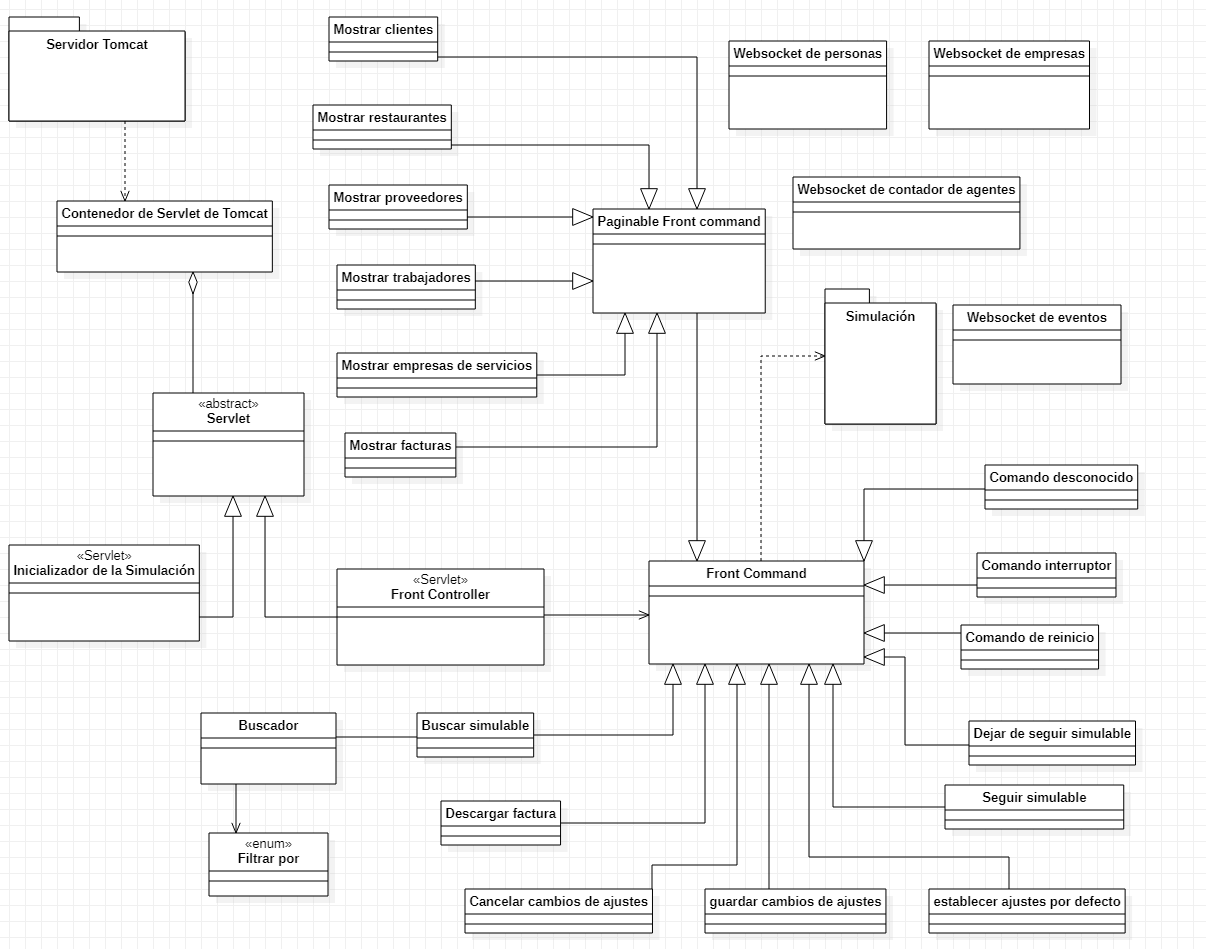 Servidor Tomcat
Mostrar clientes
Websocket de personas
Websocket de empresas
Mostrar restaurantes
Mostrar proveedores
Websocket de contador de agentes
Contenedor de Servlet de Tomcat
Paginable Front command
Mostrar trabajadores
Simulación
Websocket de eventos
Mostrar empresas de servicios
«abstract»
Servlet
Mostrar facturas
Comando desconocido
«Servlet»
Inicializador de la Simulación
«Servlet»
Front Controller
Front Command
Comando interruptor
Comando de reinicio
Buscador
Buscar simulable
Dejar de seguir simulable
Seguir simulable
Descargar factura
«enum»
Filtrar por
Cancelar cambios de ajustes
guardar cambios de ajustes
establecer ajustes por defecto